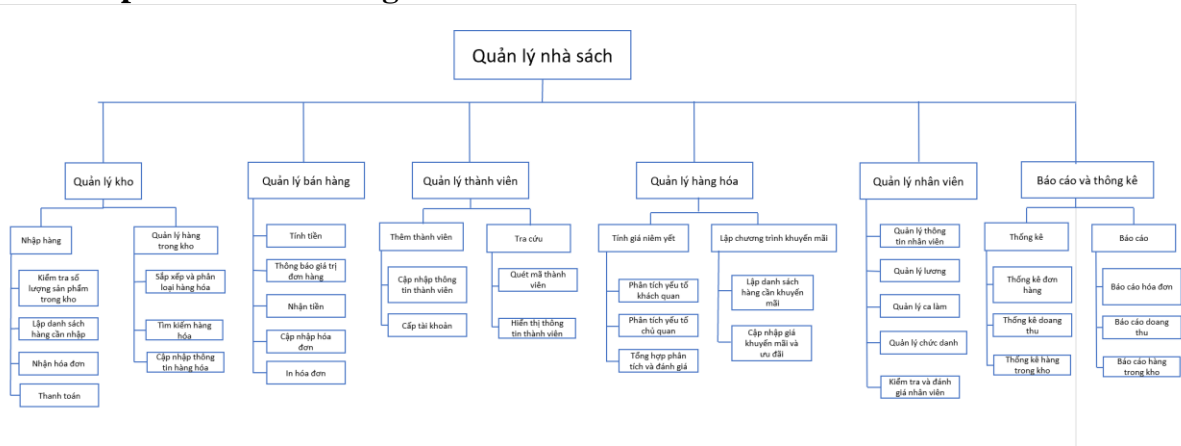 Quản lý nhà sách
Quản lý kho
Quản lý bán hàng
Quản lý thành viên
Quản lý hàng hóa
Quản lý nhân viên
Báo cáo và thống kê
Nhập hàng
Kiểm tra số
lượng sản phẩm
trong kho
Lập danh sách
hàng cần nhập
Nhận hóa đơn
Thanh toán
Quản lý hàng
trong kho
Sắp xếp và phân
loại hàng hóa
Tìm kiếm hàng
hóa
Cập nhập thông
tin hàng hóa
Tính tiền
Thông báo giá trị
đơn hàng
Nhận tiền
Cập nhập hóa
đơn
In hóa đơn
Thêm thành viên
Cập nhập thông
tin thành viên
Cấp tài khoản
Tra cứu
Quét mã thành
viên
Hiển thị thông
tin thành viên
Tính giá niêm yết
Phân tích yếu tố
khách quan
Phân tích yếu tố
chủ quan
Tổng hợp phân
tích và đánh giá
Lập chương trình khuyến mãi
Lập danh sách
hàng cần khuyến
mãi
Cập nhập giá
khuyến mãi và
ưu đãi
Quản lý thông
tin nhân viên
Quản lý lương
Quản lý ca làm
Quản lý chức danh
Kiểm tra và đánh
giá nhân viên
Thống kê
Thống kê đơn
hàng
Thống kê doang
thu
Thống kê hàng
trong kho
Báo cáo
Báo cáo hóa đơn
Báo cáo doang
thu
Báo cáo hàng
trong kho